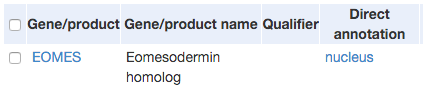 Gene/product Gene/product name Qualifier Direct annotation
EOMES Eomesodermin homolog nucleus